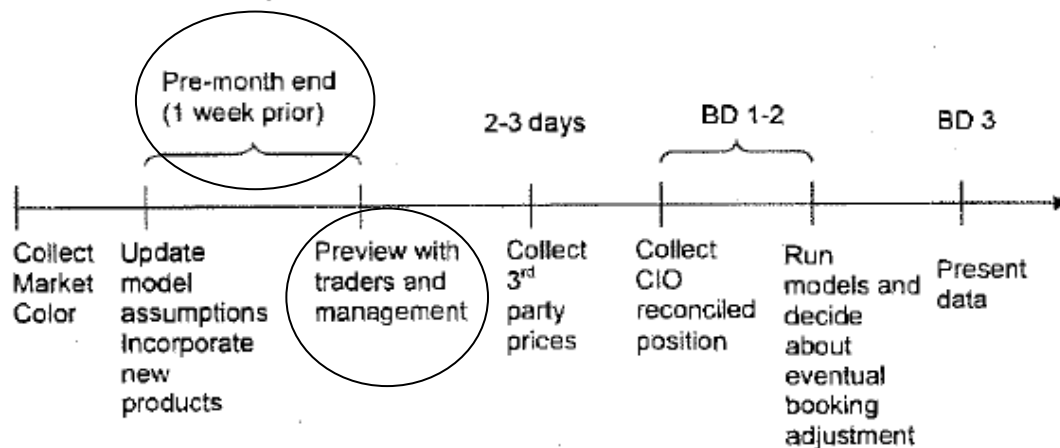 Pre-month end
(1 week prior)
2-3 days
BD 1-2
BD 3
Collect
Market
Color
Update
model
assumptions
Incorporate
new
products
Preview with
traders and
management
Collect
3rd
party
prices
Collect
CIO
reconciled
position
Run
models and
decide
about
eventual
booking
adjustment
Present
data